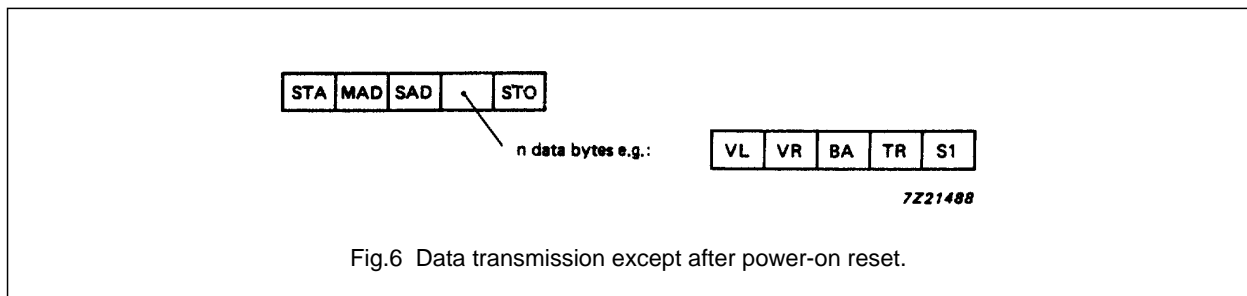 STA MAD SAD STO
n data bytes e.g.: VL VR BA TR S1
7Z21488
Fig.6 Data transmission except after power-on reset.